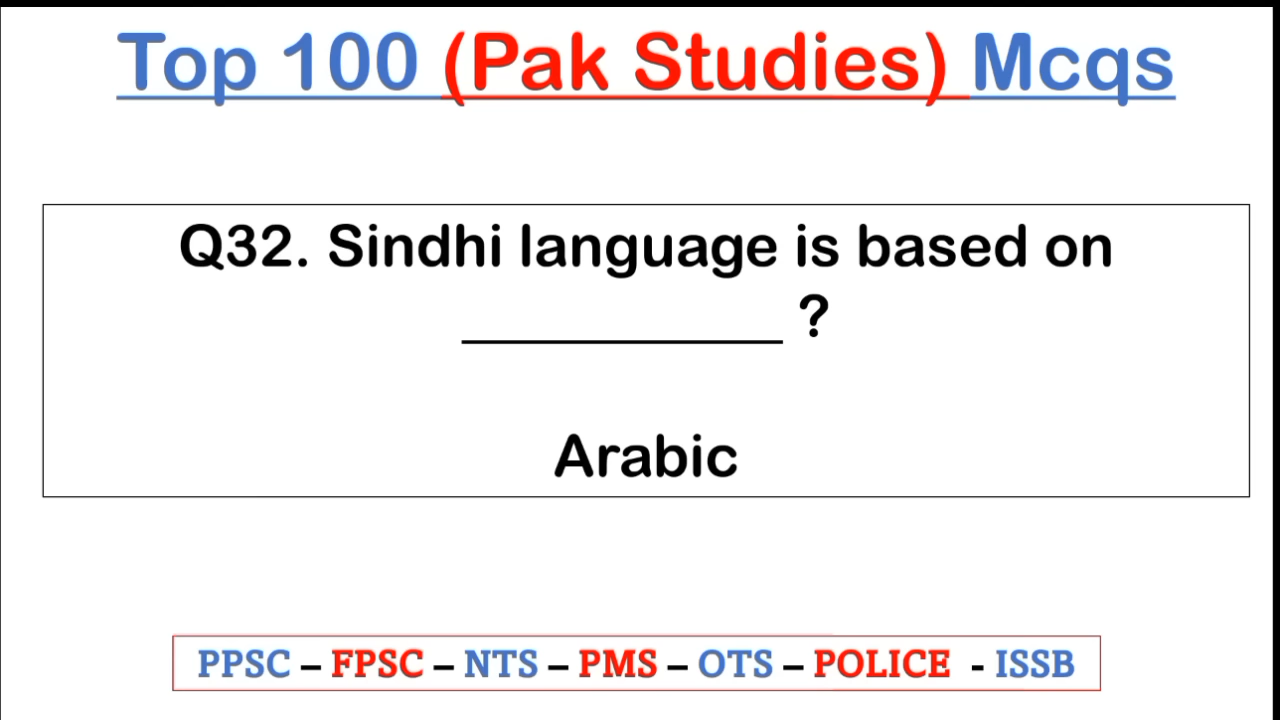 Top 100 (Pak Studies) Mcqs
Q32. Sindhi language is based on
__________ ?
Arabic
PPSC – FPSC – NTS – PMS – OTS – POLICE - ISSB